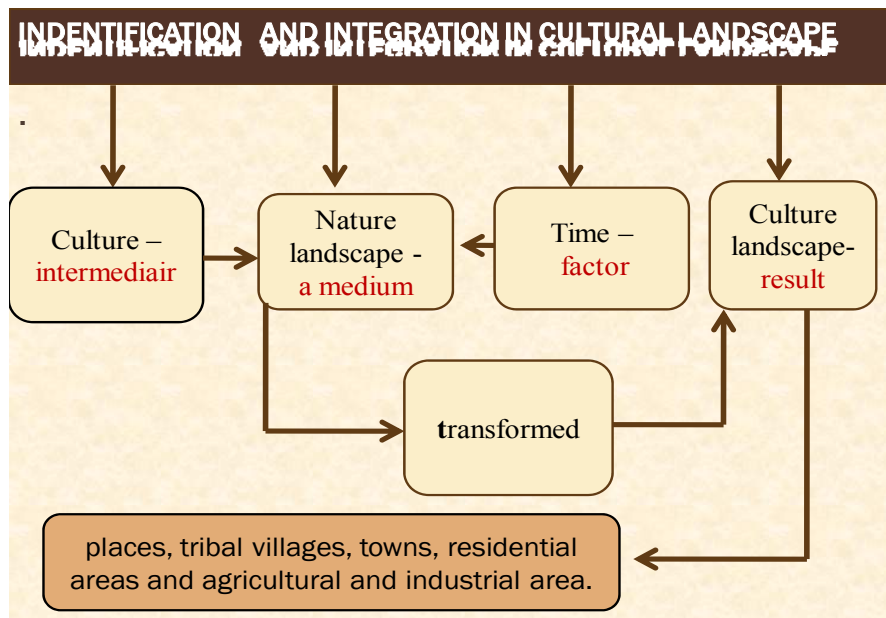 INDENTIFICATION AND INTEGRATION IN CULTURAL LANDSCAPE
.
Culture –
intermediair
Nature
landscape -
a medium
Time –
factor
Culture
landscape-
result
transformed
places, tribal villages, towns, residential
areas and agricultural and industrial area.